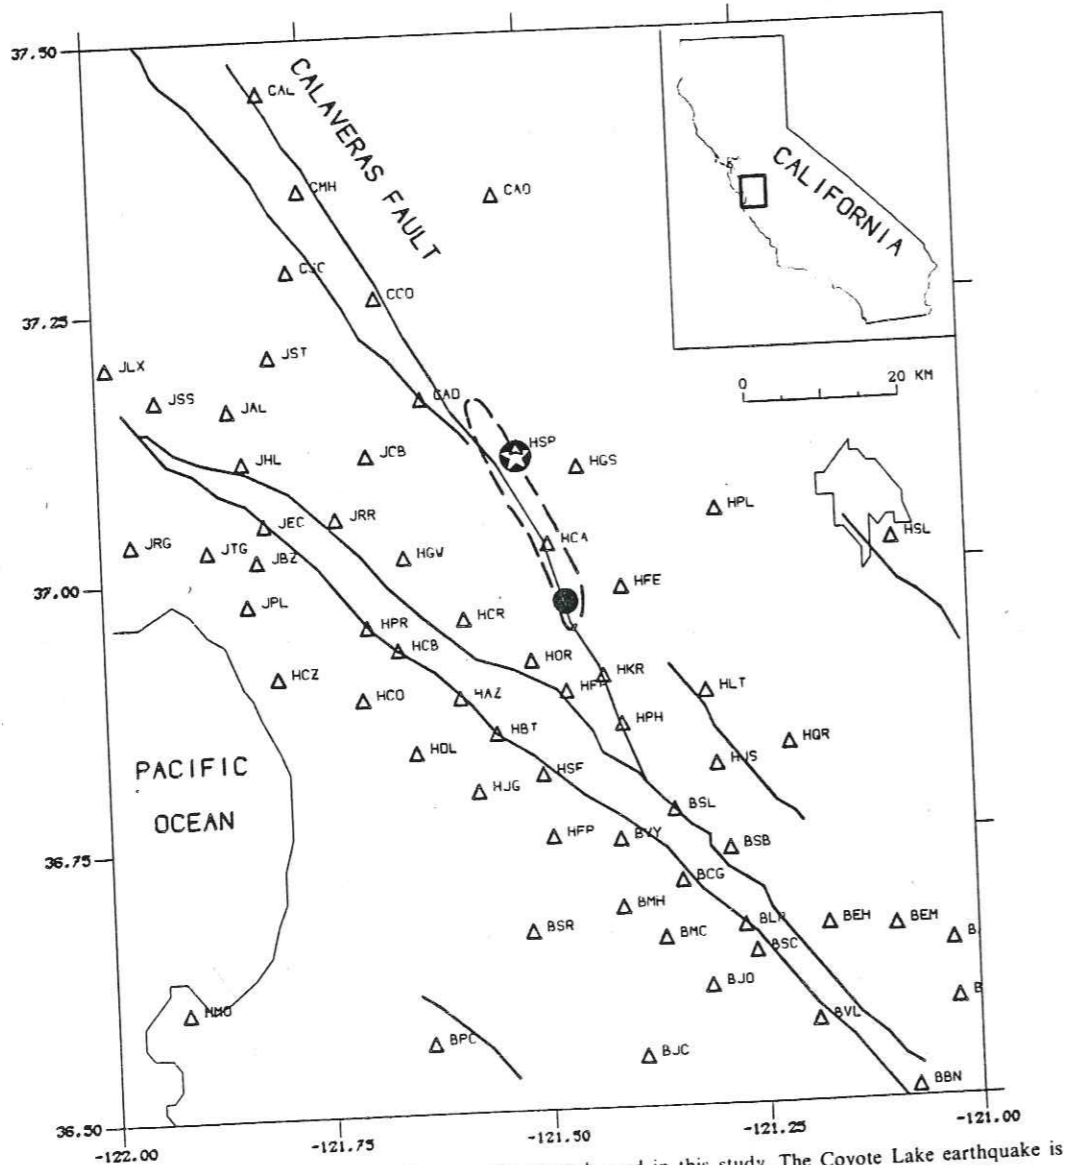 37.50
CALAVERAS FAULT
CALIFORNIA
CAL
CMH
CAO
CSC
CCO
37.25
JLX
JST
JSS
JAL
CAD
0 20 KM
HSP
HGS
JHL
JCB
HPL
JEC
JRR
HSL
JRG
JTG
JBZ
HGW
HCA
HFE
37.00
JPL
HPR
HCR
HCB
HOR
HKR
HCZ
HCO
HAZ
HFH
HLT
HPH
HBT
HDL
HQR
HJS
HSF
HJG
PACIFIC
OCEAN
BSL
HFP
BVY
BSB
36.75
BCG
BMH
BSR
BMC
BLR
BEH
BEM
B
BSC
BJO
B
HMO
BVL
BPC
BJC
BBN
36.50
-122.00
-121.75
-121.50
-121.25
-121.00
used in this study. The Coyote Lake earthquake is